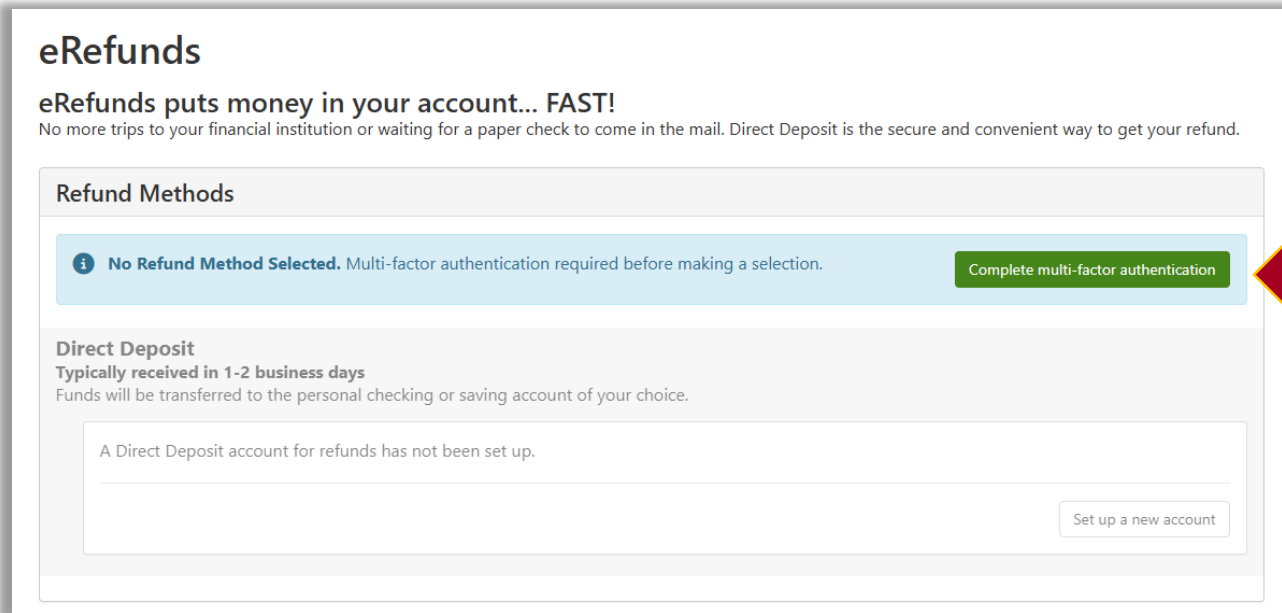 eRefunds
eRefunds puts money in your account... FAST!
No more trips to your financial institution or waiting for a paper check to come in the mail. Direct Deposit is the secure and convenient way to get your refund.
Refund Methods
No Refund Method Selected. Multi-factor authentication required before making a selection.
Complete multi-factor authentication
Direct Deposit
Typically received in 1-2 business days
Funds will be transferred to the personal checking or saving account of your choice.
A Direct Deposit account for refunds has not been set up.
Set up a new account